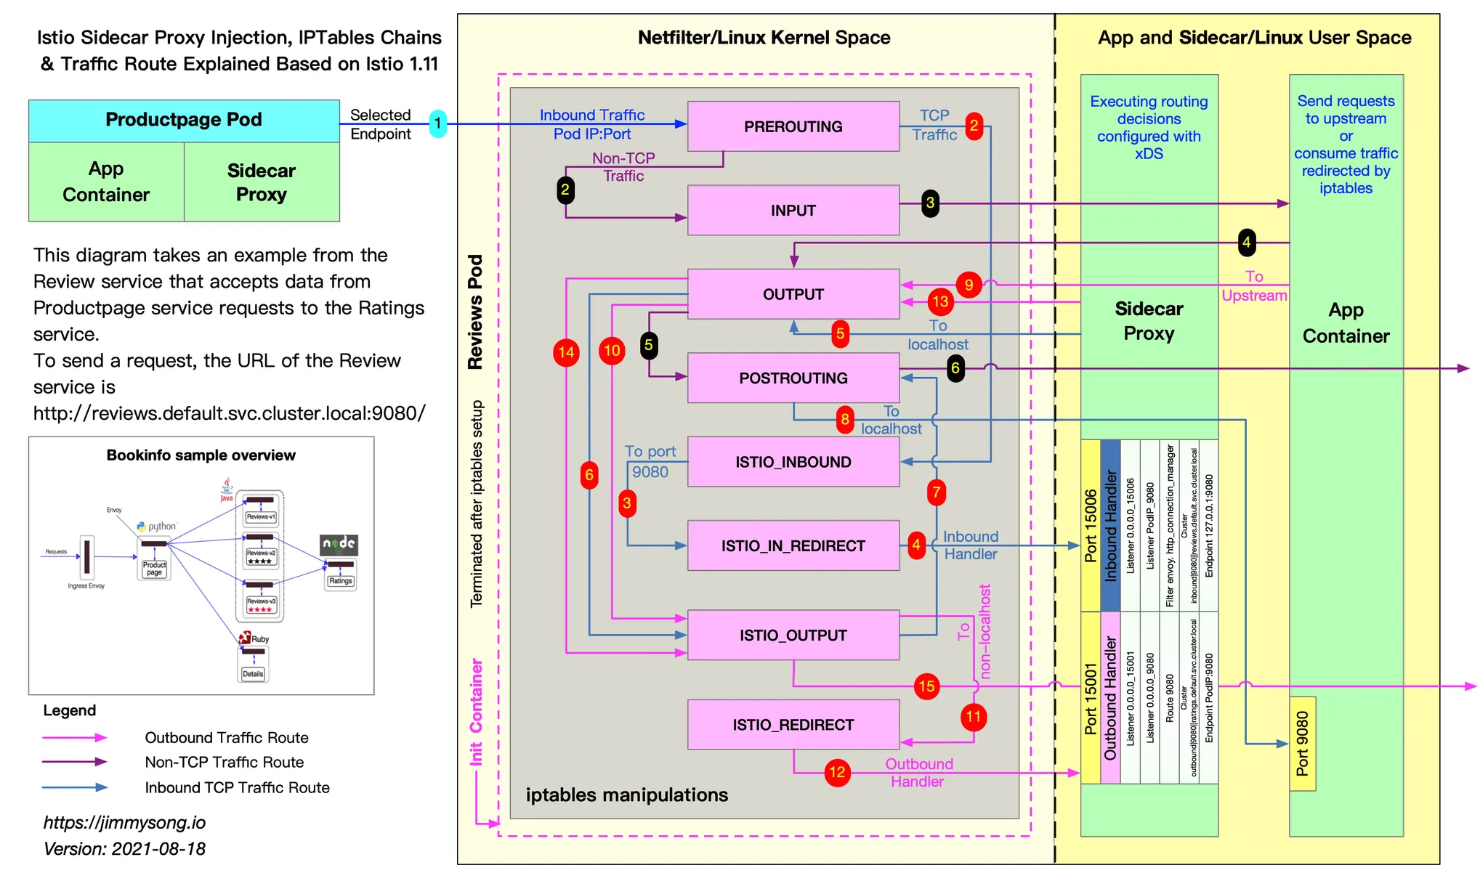 Istio Sidecar Proxy Injection, IPTables Chains
& Traffic Route Explained Based on Istio 1.11
Productpage Pod
App
Container
Sidecar
Proxy
Selected
Endpoint
1
This diagram takes an example from the
Review service that accepts data from
Productpage service requests to the Ratings
service.
To send a request, the URL of the Review
service is
http://reviews.default.svc.cluster.local:9080/
Bookinfo sample overview
Java
Envoy
python
Requests
Ingress Envoy
Product
page
Reviews-v1
Reviews-v2
★★★★
Reviews-v3
★★★★
node
Ratings
Ruby
Details
Legend
Outbound Traffic Route
Non-TCP Traffic Route
Inbound TCP Traffic Route
https://jimmysong.io
Version: 2021-08-18
Netfilter/Linux Kernel Space
Reviews Pod
Terminated after iptables setup
Init Container
Inbound Traffic
Pod IP:Port
PREROUTING
TCP
Traffic
2
Non-TCP
Traffic
2
INPUT
3
4
OUTPUT
9
13
5
To
localhost
14
10
5
POSTROUTING
6
8
To
localhost
To port
9080
ISTIO_INBOUND
6
3
7
ISTIO_IN_REDIRECT
4
Inbound
Handler
ISTIO_OUTPUT
To
non-localhost
15
11
ISTIO_REDIRECT
12
Outbound
Handler
iptables manipulations
App and Sidecar/Linux User Space
Executing routing
decisions
configured with
xDS
Send requests
to upstream
or
consume traffic
redirected by
iptables
To
Upstream
Sidecar
Proxy
App
Container
Port 15006
Inbound Handler
Listener 0.0.0.0_15006
Listener PodIP_9080
Filter envoy. http_connection_manager
Cluster
inbound|9080||reviews.default.svc.cluster.local
Endpoint 127.0.0.1:9080
Port 15001
Outbound Handler
Listener 0.0.0.0_15001
Listener 0.0.0.0_9080
Route 9080
Cluster
outbound|9080||ratings.default.svc.cluster.local
Endpoint PodIP:9080
Port 9080